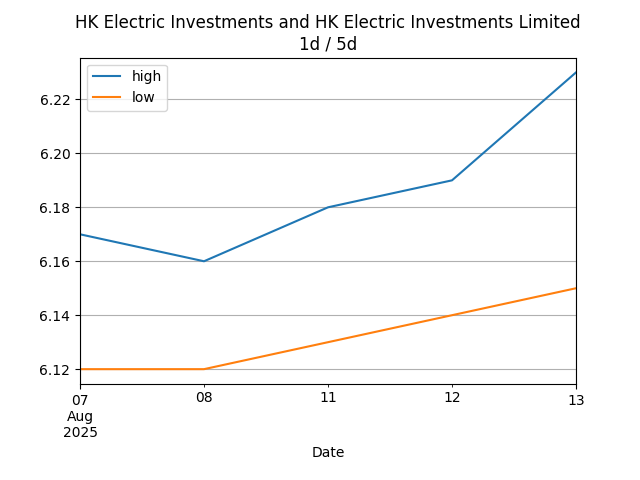 HK Electric Investments and HK Electric Investments Limited
1d / 5d
high
low
6.22
6.20
6.18
6.16
6.14
6.12
07
Aug
2025
08
11
12
13
Date